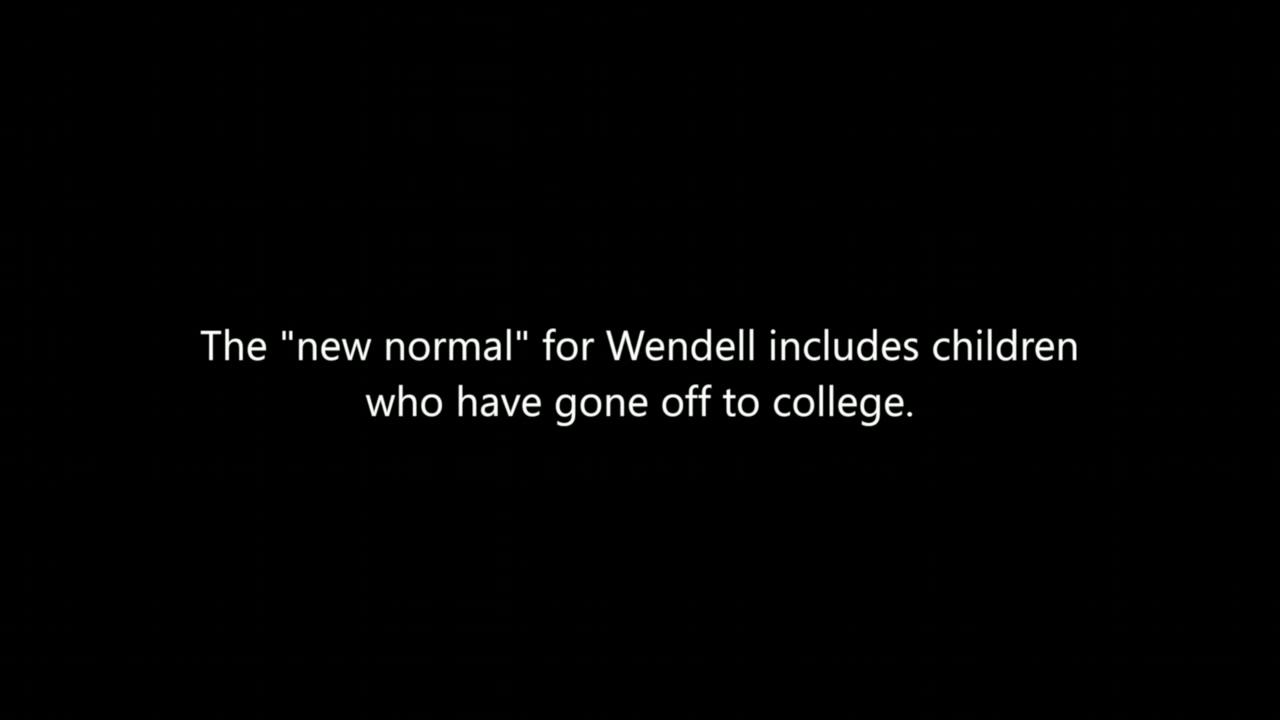 The "new normal" for Wendell includes children
who have gone off to college.